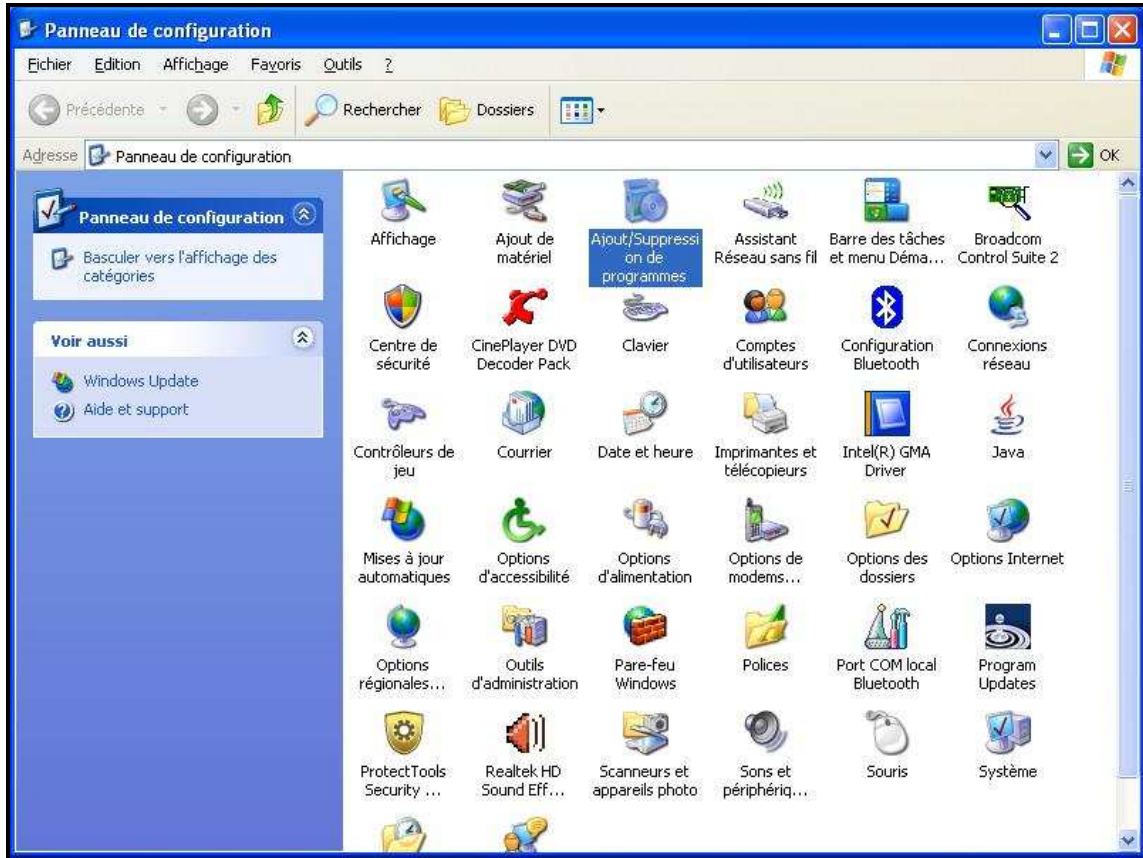 Panneau de configuration
Fichier Edition Affichage Favoris Outils ?
Précédente Rechercher Dossiers
Adresse Panneau de configuration OK
Panneau de configuration
Basculer vers l'affichage des
catégories
Voir aussi
Windows Update
Aide et support
Affichage
Ajout de
matériel
Ajout/Suppressi
on de
programmes
Assistant
Réseau sans fil
Barre des tâches
et menu Déma...
Broadcom
Control Suite 2
Centre de
sécurité
CinePlayer DVD
Decoder Pack
Clavier
Comptes
d'utilisateurs
Configuration
Bluetooth
Connexions
réseau
Contrôleurs de
jeu
Courrier
Date et heure
Imprimantes et
télécopieurs
Intel(R) GMA
Driver
Java
Mises à jour
automatiques
Options
d'accessibilité
Options
d'alimentation
Options de
modems...
Options des
dossiers
Options Internet
Options
régionales...
Outils
d'administration
Pare-feu
Windows
Polices
Port COM local
Bluetooth
Program
Updates
ProtectTools
Security ...
Realtek HD
Sound Eff...
Scanneurs et
appareils photo
Sons et
périphériq...
Souris
Système